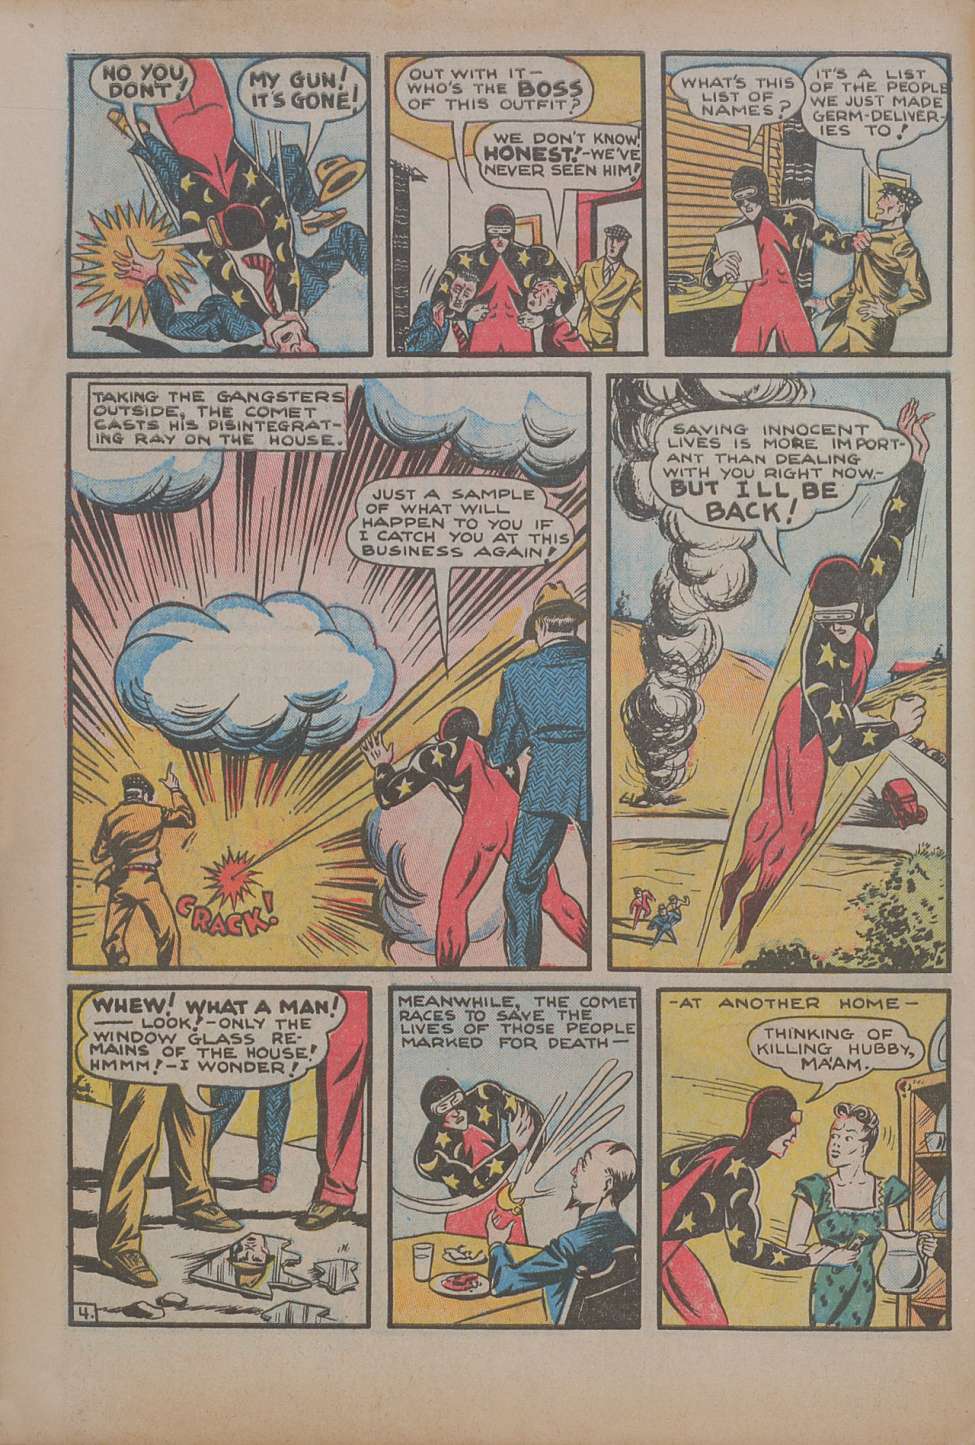 NO YOU
DON'T!
MY GUN!
IT'S GONE!
OUT WITH IT—
WHO'S THE BOSS
OF THIS OUTFIT?
WE DON'T KNOW!
HONEST!—WE'VE
NEVER SEEN HIM!
WHAT'S THIS
LIST OF
NAMES?
IT'S A LIST
OF THE PEOPLE
WE JUST MADE
GERM-DELIVER-
IES TO!
TAKING THE GANGSTERS
OUTSIDE, THE COMET
CASTS HIS DISINTEGRAT-
ING RAY ON THE HOUSE.
JUST A SAMPLE
OF WHAT WILL
HAPPEN TO YOU IF
I CATCH YOU AT THIS
BUSINESS AGAIN!
CRACK!
SAVING INNOCENT
LIVES IS MORE IMPORT-
ANT THAN DEALING
WITH YOU RIGHT NOW—
BUT I'LL BE
BACK!
WHEW! WHAT A MAN!
— LOOK!—ONLY THE
WINDOW GLASS RE-
MAINS OF THE HOUSE!
HMMM!—I WONDER!
4.
MEANWHILE, THE COMET
RACES TO SAVE THE
LIVES OF THOSE PEOPLE
MARKED FOR DEATH—
—AT ANOTHER HOME—
THINKING OF
KILLING HUBBY,
MA'AM.